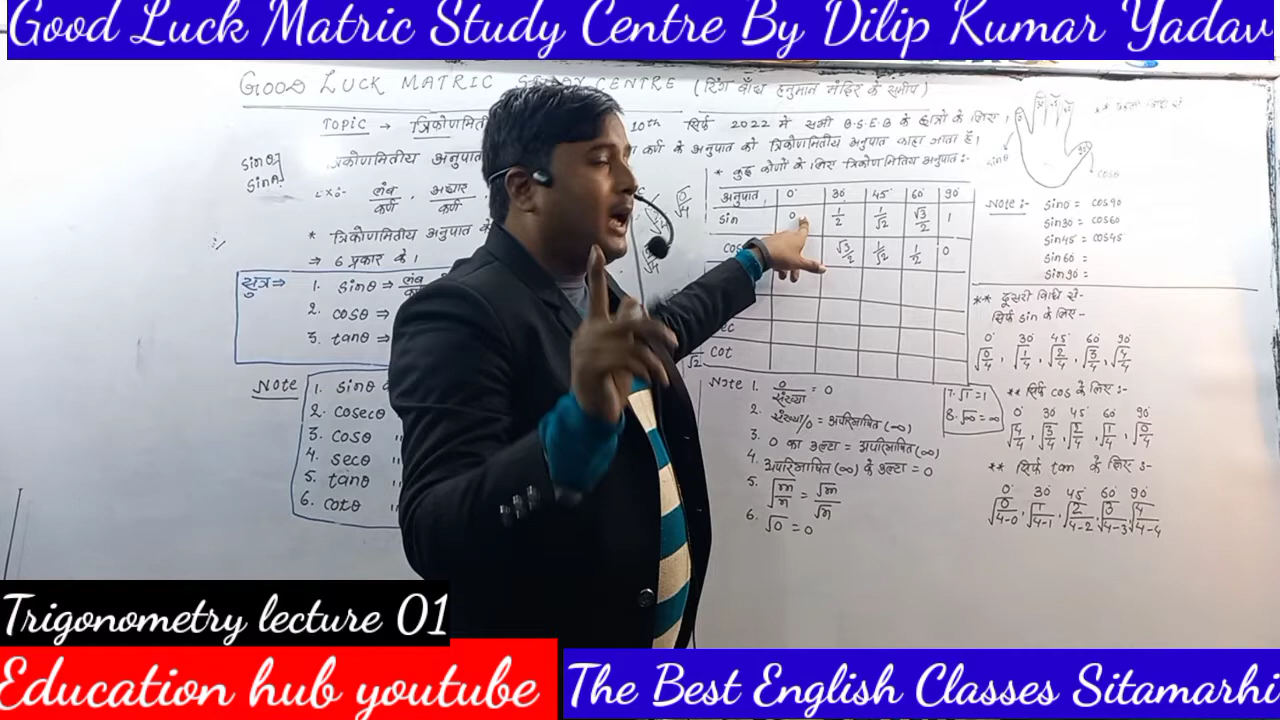 Good Luck Matric Study Centre By Dilip Kumar Yadav
GOOD LUCK MATRIC CENTRE (रिंग बाँध हनुमान मंदिर के समीप)
TOPIC → 10th सिर्फ 2022 में सभी B.S.E.B के छात्रो के लिए
sinθ
sinA
त्रिकोणमितीय अनुपात
कर्ण के अनुपात को त्रिकोणमितीय अनुपात कहा जाता है।
लंब/कर्ण , आधार/कर्ण
* त्रिकोणमितीय अनुपात के
⇒ 6 प्रकार के।
सुत्र⇒ 1. sinθ ⇒ लंब
2. cosθ ⇒
3. tanθ ⇒
Note 1. sinθ
2. cosecθ
3. cosθ
4. secθ
5. tanθ
6. cotθ
* कुछ कोणों के लिए त्रिकोणमितिय अनुपात :-
अनुपात 0° 30° 45° 60° 90°
sin 0 1/2 1/√2 √3/2 1
cos √3/2 1/√2 1/2 0
cot
Note 1. 0/संख्या = 0
2. संख्या/0 = अपरिभाषित (∞)
3. 0 का उल्टा = अपरिभाषित (∞)
4. अपरिभाषित (∞) के उल्टा = 0
5. √m/n = √m/√n
6. √0 = 0
7. √1 = 1
8. √∞ = ∞
sinθ
cosθ
Note :- sin0 = cos90
sin30 = cos60
sin45 = cos45
sin60 =
sin90 =
** दूसरी विधि से-
सिर्फ sin के लिए -
0° 30° 45° 60° 90°
√0/4 , √1/4 , √2/4 , √3/4 , √4/4
** सिर्फ cos के लिए :-
0° 30° 45° 60° 90°
√4/4 , √3/4 , √2/4 , √1/4 , √0/4
** सिर्फ tan के लिए :-
0° 30° 45° 60° 90°
√0/4-0 , √1/4-1 , √2/4-2 , √3/4-3 , √4/4-4
Trigonometry lecture 01
Education hub youtube
The Best English Classes Sitamarhi